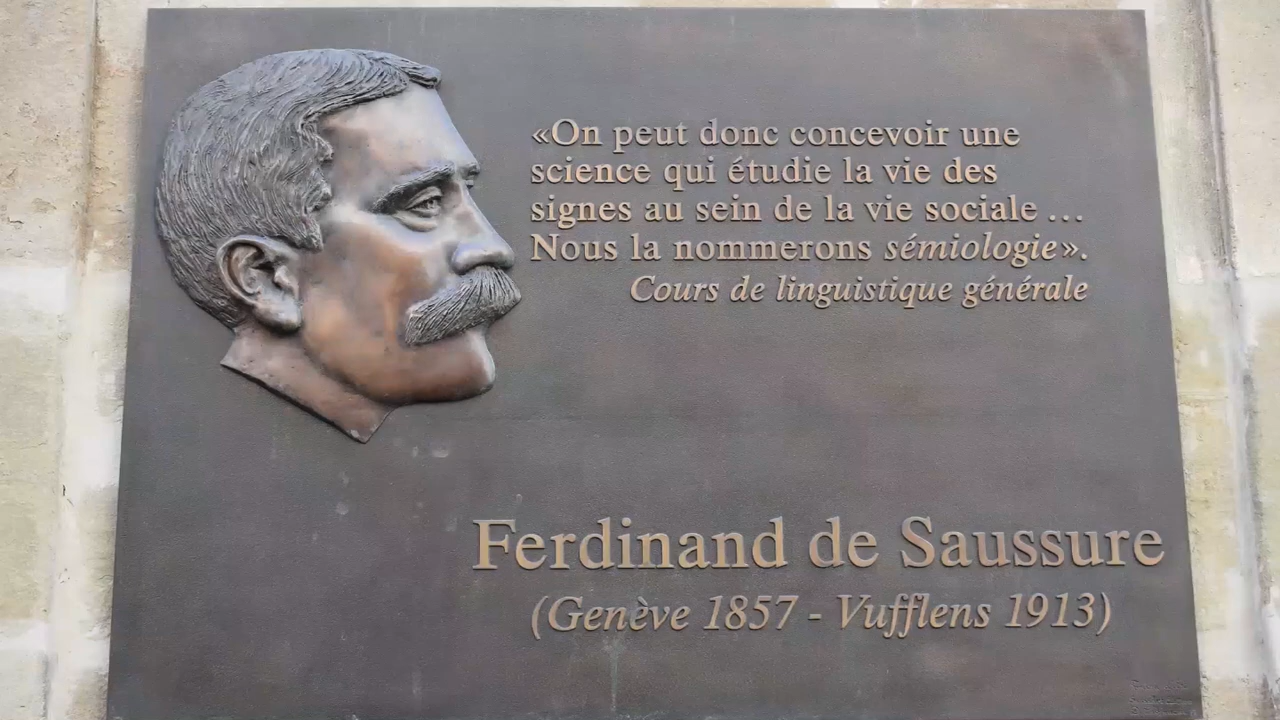 «On peut donc concevoir une
science qui étudie la vie des
signes au sein de la vie sociale ...
Nous la nommerons sémiologie».
Cours de linguistique générale
Ferdinand de Saussure
(Genève 1857 - Vufflens 1913)